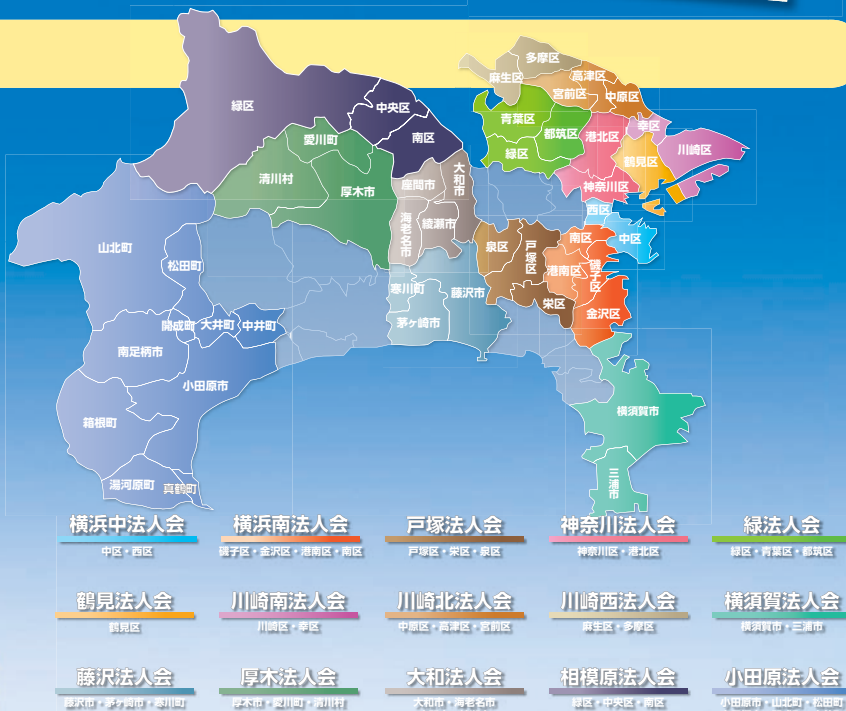 多摩区
麻生区
高津区
宮前区
中原区
緑区
中央区
南区
青葉区
都筑区
緑区
港北区
幸区
川崎区
鶴見区
神奈川区
愛川町
清川村
厚木市
座間市
大和市
海老名市
綾瀬市
西区
中区
山北町
松田町
泉区
戸塚区
南区
港南区
磯子区
栄区
金沢区
寒川町
藤沢市
茅ヶ崎市
開成町
大井町
中井町
南足柄市
小田原市
箱根町
湯河原町
真鶴町
横須賀市
三浦市
横浜中法人会
中区・西区
横浜南法人会
磯子区・金沢区・港南区・南区
戸塚法人会
戸塚区・栄区・泉区
神奈川法人会
神奈川区・港北区
緑法人会
緑区・青葉区・都筑区
鶴見法人会
鶴見区
川崎南法人会
川崎区・幸区
川崎北法人会
中原区・高津区・宮前区
川崎西法人会
麻生区・多摩区
横須賀法人会
横須賀市・三浦市
藤沢法人会
藤沢市・茅ヶ崎市・寒川町
厚木法人会
厚木市・愛川町・清川村
大和法人会
大和市・海老名市
相模原法人会
緑区・中央区・南区
小田原法人会
小田原市・山北町・松田町